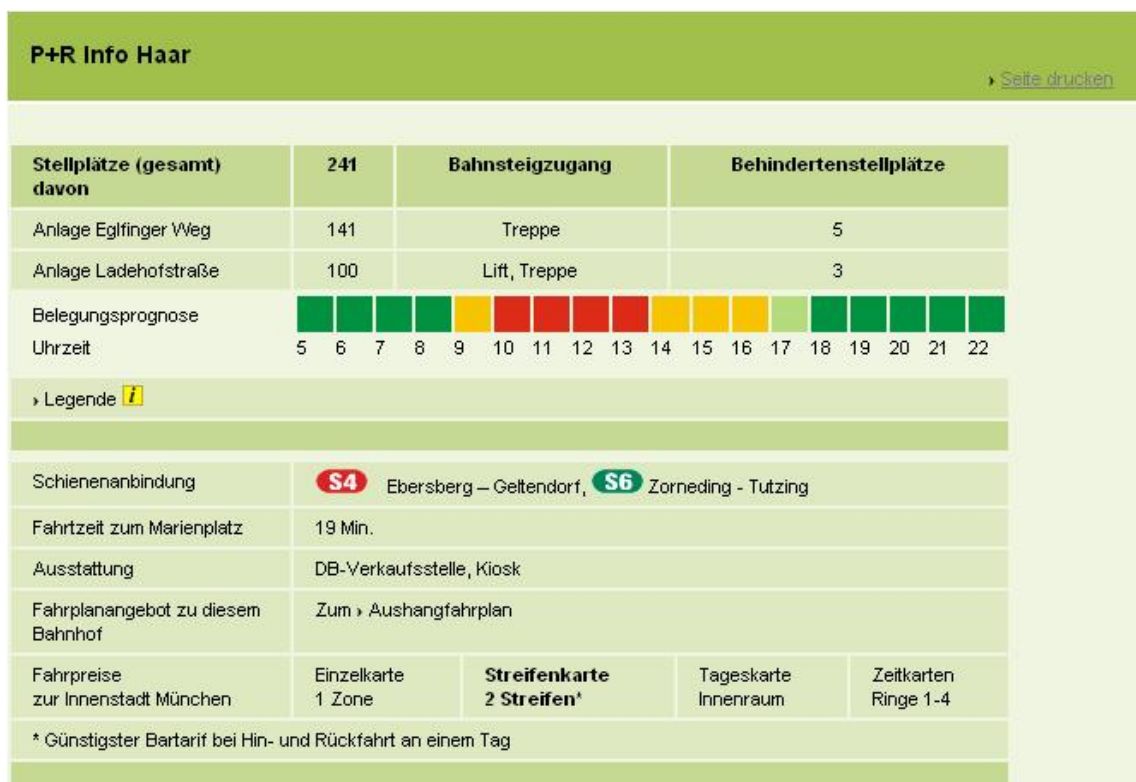 P+R Info Haar
› Seite drucken
Stellplätze (gesamt) 241 Bahnsteigzugang Behindertenstellplätze
davon
Anlage Eglfinger Weg 141 Treppe 5
Anlage Ladehofstraße 100 Lift, Treppe 3
Belegungsprognose
Uhrzeit 5 6 7 8 9 10 11 12 13 14 15 16 17 18 19 20 21 22
› Legende i
Schienenanbindung S4 Ebersberg – Geltendorf, S6 Zorneding - Tutzing
Fahrtzeit zum Marienplatz 19 Min.
Ausstattung DB-Verkaufsstelle, Kiosk
Fahrplanangebot zu diesem Zum › Aushangfahrplan
Bahnhof
Fahrpreise Einzelkarte Streifenkarte Tageskarte Zeitkarten
zur Innenstadt München 1 Zone 2 Streifen* Innenraum Ringe 1-4
* Günstigster Bartarif bei Hin- und Rückfahrt an einem Tag